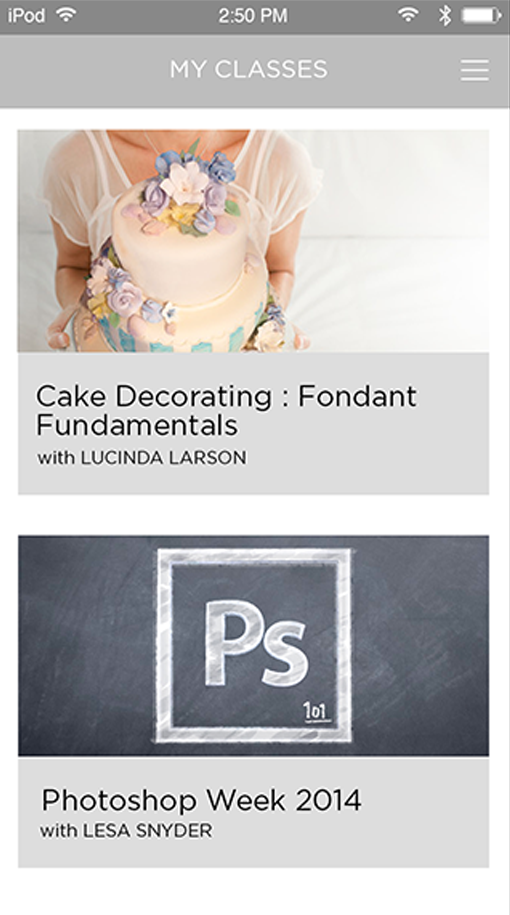 iPod 2:50 PM
MY CLASSES
Cake Decorating : Fondant
Fundamentals
with LUCINDA LARSON
Ps
101
Photoshop Week 2014
with LESA SNYDER